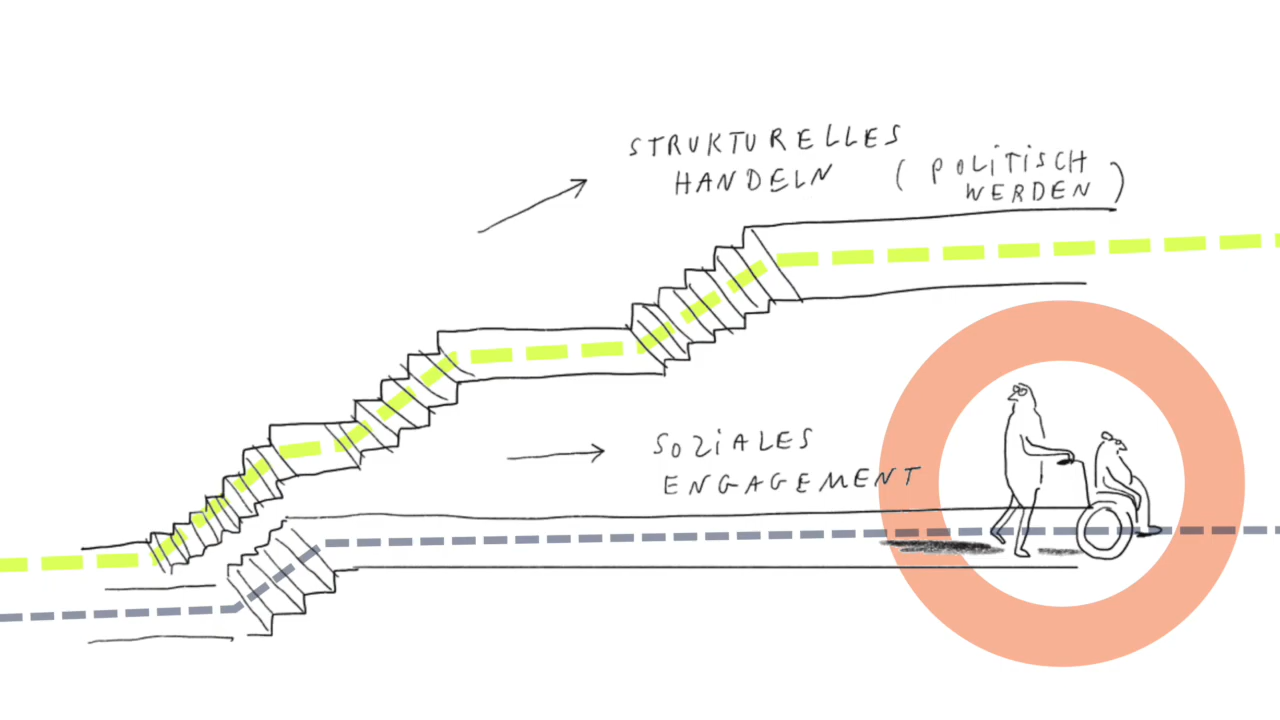 STRUKTURELLES
HANDELN
(POLITISCH
WERDEN)
SOZIALES
ENGAGEMENT